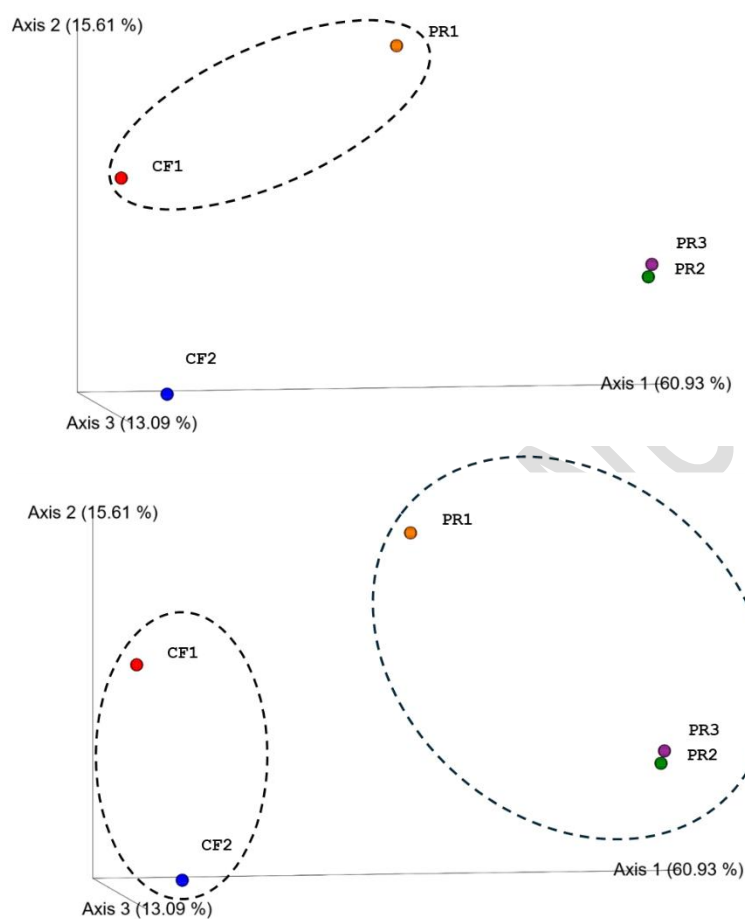 Axis 2 (15.61 %)
PR1
CF1
PR3
PR2
CF2
Axis 1 (60.93 %)
Axis 3 (13.09 %)
Axis 2 (15.61 %)
PR1
CF1
PR3
PR2
CF2
Axis 1 (60.93 %)
Axis 3 (13.09 %)